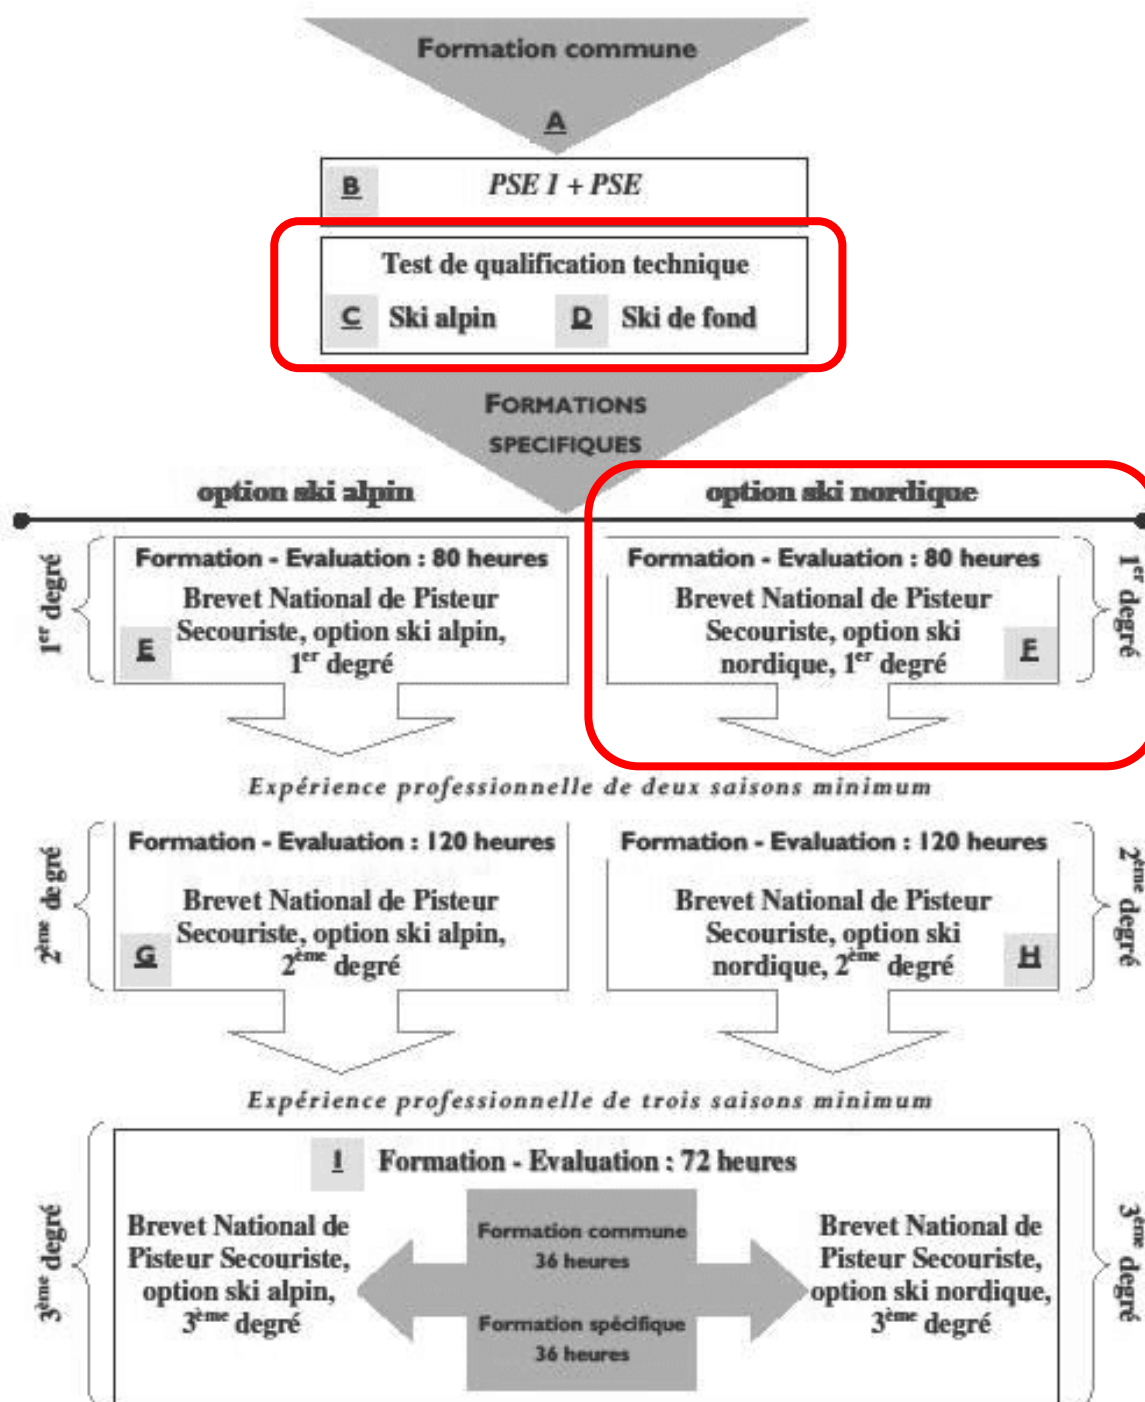 Formation commune
A
B PSE 1 + PSE
Test de qualification technique
C Ski alpin D Ski de fond
FORMATIONS
SPECIFIQUES
option ski alpin
option ski nordique
1er degré
Formation - Evaluation : 80 heures
Brevet National de Pisteur
Secouriste, option ski alpin,
1er degré
E
Formation - Evaluation : 80 heures
Brevet National de Pisteur
Secouriste, option ski
nordique, 1er degré
F
1er degré
Expérience professionnelle de deux saisons minimum
2ème degré
Formation - Evaluation : 120 heures
Brevet National de Pisteur
Secouriste, option ski alpin,
2ème degré
G
Formation - Evaluation : 120 heures
Brevet National de Pisteur
Secouriste, option ski
nordique, 2ème degré
H
2ème degré
Expérience professionnelle de trois saisons minimum
3ème degré
I Formation - Evaluation : 72 heures
Brevet National de
Pisteur Secouriste,
option ski alpin,
3ème degré
Formation commune
36 heures
Formation spécifique
36 heures
Brevet National de
Pisteur Secouriste,
option ski nordique,
3ème degré
3ème degré